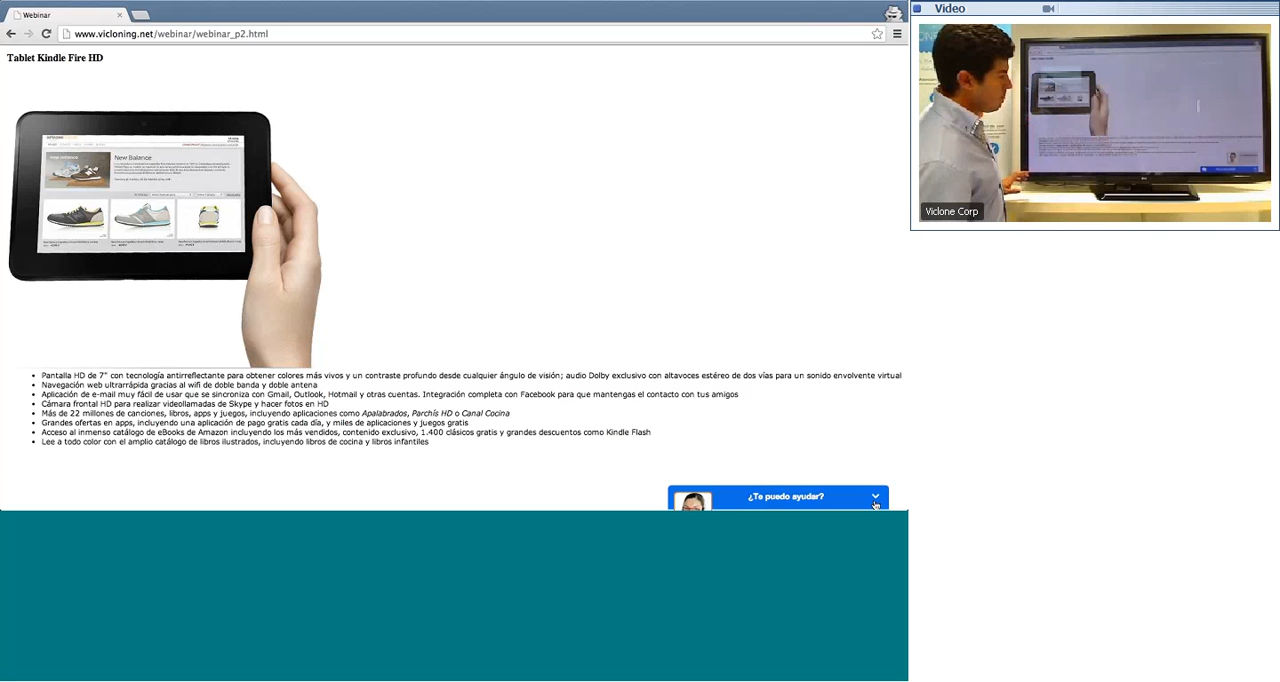 Webinar
www.vicloning.net/webinar/webinar_p2.html
Video
Tablet Kindle Fire HD
New Balance
Viclone Corp
Pantalla HD de 7" con tecnología antirreflectante para obtener colores más vivos y un contraste profundo desde cualquier ángulo de visión; audio Dolby exclusivo con altavoces estéreo de dos vías para un sonido envolvente virtual
Navegación web ultrarrápida gracias al wifi de doble banda y doble antena
Aplicación de e-mail muy fácil de usar que se sincroniza con Gmail, Outlook, Hotmail y otras cuentas. Integración completa con Facebook para que mantengas el contacto con tus amigos
Cámara frontal HD para realizar videollamadas de Skype y hacer fotos en HD
Más de 22 millones de canciones, libros, apps y juegos, incluyendo aplicaciones como Apalabrados, Parchís HD o Canal Cocina
Grandes ofertas en apps, incluyendo una aplicación de pago gratis cada día, y miles de aplicaciones y juegos gratis
Acceso al inmenso catálogo de eBooks de Amazon incluyendo los más vendidos, contenido exclusivo, 1.400 clásicos gratis y grandes descuentos como Kindle Flash
Lee a todo color con el amplio catálogo de libros ilustrados, incluyendo libros de cocina y libros infantiles
¿Te puedo ayudar?